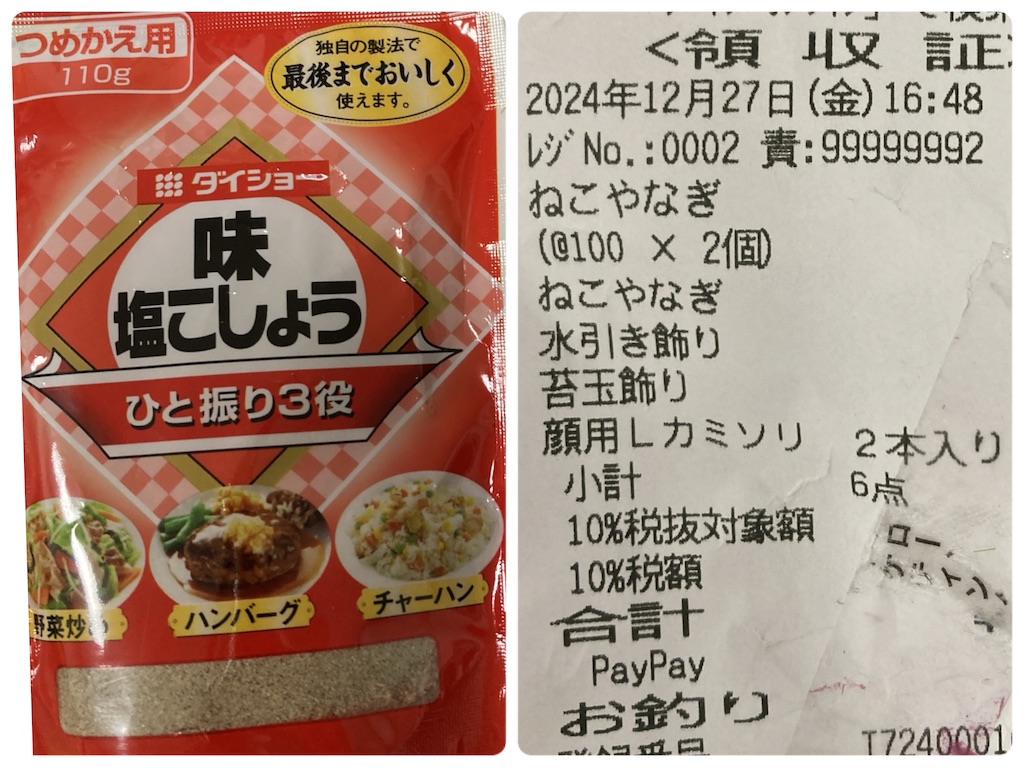 つめかえ用
110g
独自の製法で
最後までおいしく
使えます。
ダイショー
味
塩こしょう
ひと振り3役
野菜炒め
ハンバーグ
チャーハン
<領収証
2024年12月27日(金)16:48
ﾚｼﾞNo.:0002 責:99999992
ねこやなぎ
(@100 × 2個)
ねこやなぎ
水引き飾り
苔玉飾り
顔用Lカミソリ 2本入り
小計 6点
10%税抜対象額
10%税額
合計
PayPay
お釣り
登録番号 T7240001